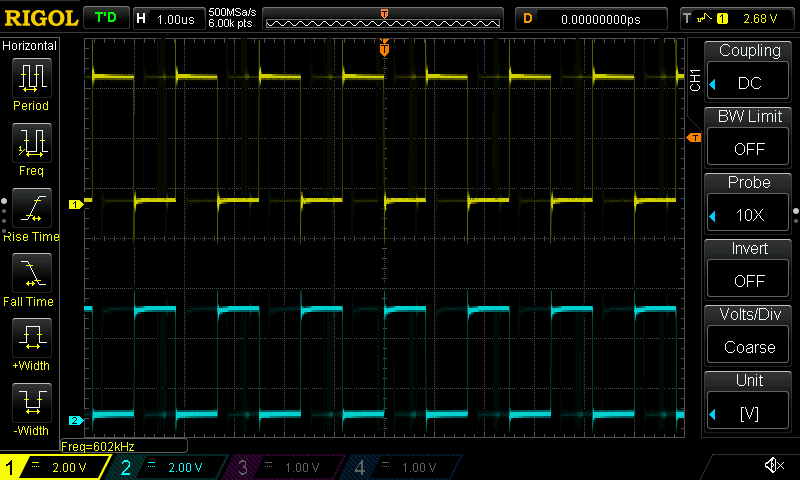 RIGOL T'D H 1.00us 500MSa/s
6.00k pts T D 0.00000000ps T 1 2.68 V
Horizontal
Period
Freq
Rise Time
Fall Time
+Width
-Width
T
1
2
T
Freq=602kHz
CH1
Coupling
DC
BW Limit
OFF
Probe
10X
Invert
OFF
Volts/Div
Coarse
Unit
[V]
1 = 2.00 V 2 = 2.00 V 3 = 1.00 V 4 = 1.00 V